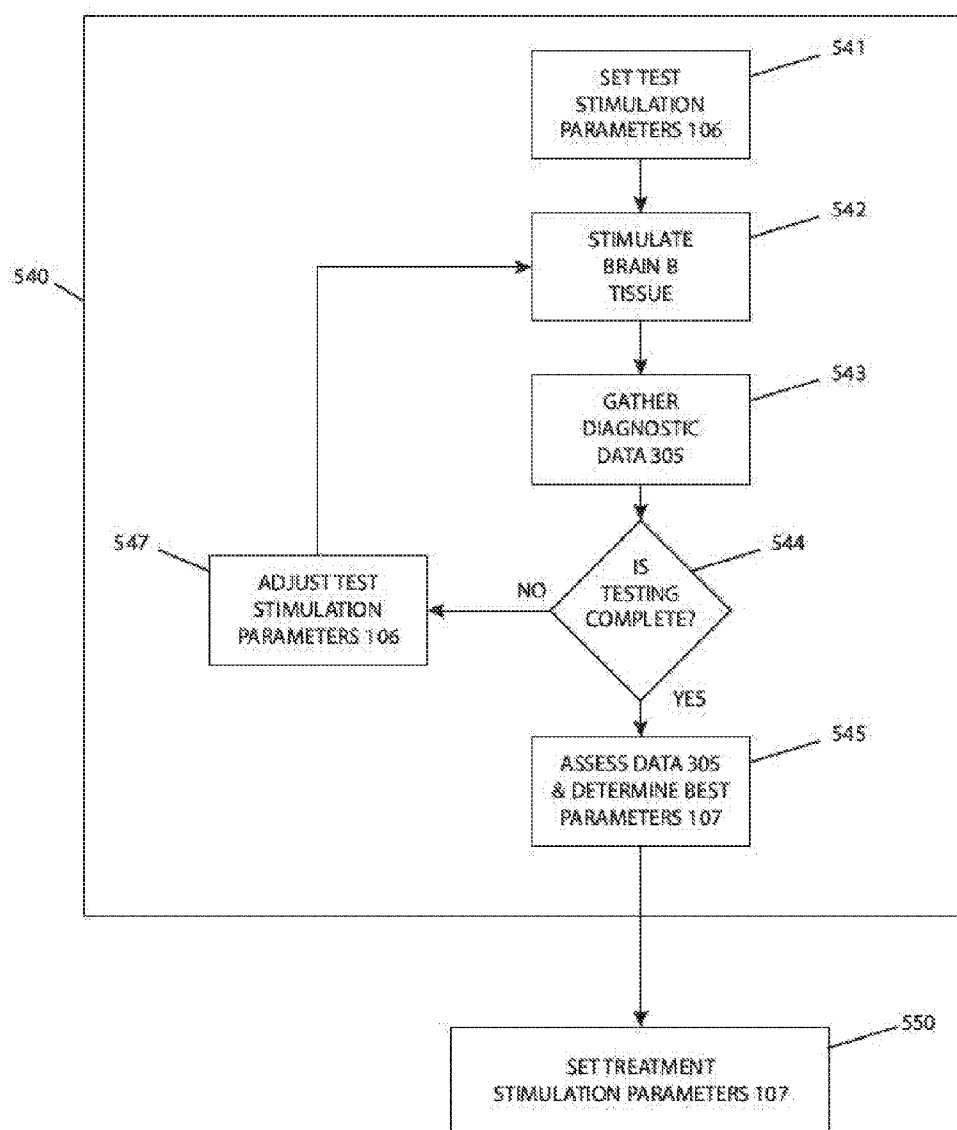 541
SET TEST
STIMULATION
PARAMETERS 106
542
STIMULATE
BRAIN B
TISSUE
540
543
GATHER
DIAGNOSTIC
DATA 305
547
544
IS
TESTING
COMPLETE?
NO
ADJUST TEST
STIMULATION
PARAMETERS 106
YES
545
ASSESS DATA 305
& DETERMINE BEST
PARAMETERS 107
550
SET TREATMENT
STIMULATION PARAMETERS 107